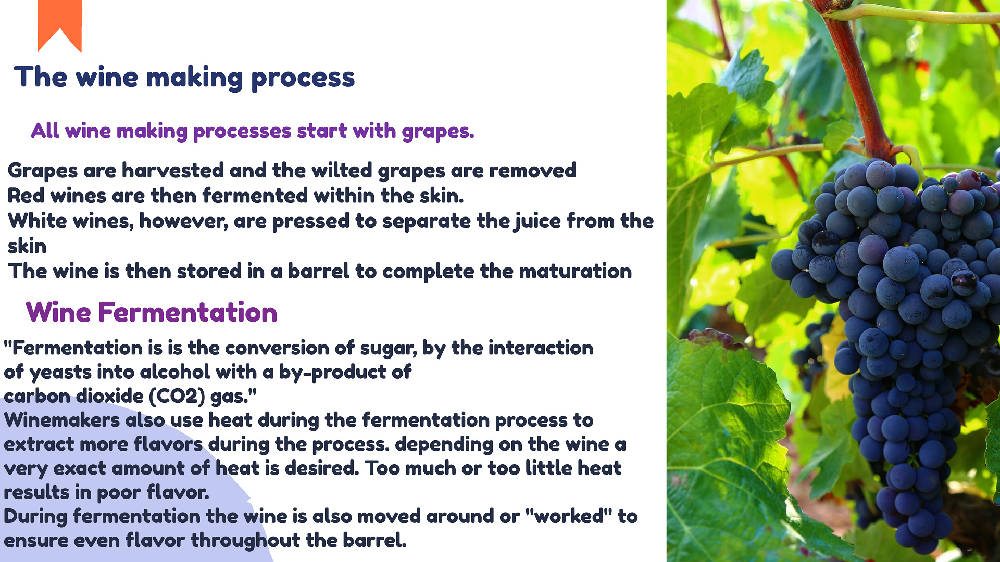 The wine making process
All wine making processes start with grapes.
Grapes are harvested and the wilted grapes are removed
Red wines are then fermented within the skin.
White wines, however, are pressed to separate the juice from the
skin
The wine is then stored in a barrel to complete the maturation
Wine Fermentation
"Fermentation is is the conversion of sugar, by the interaction
of yeasts into alcohol with a by-product of
carbon dioxide (CO2) gas."
Winemakers also use heat during the fermentation process to
extract more flavors during the process. depending on the wine a
very exact amount of heat is desired. Too much or too little heat
results in poor flavor.
During fermentation the wine is also moved around or "worked" to
ensure even flavor throughout the barrel.